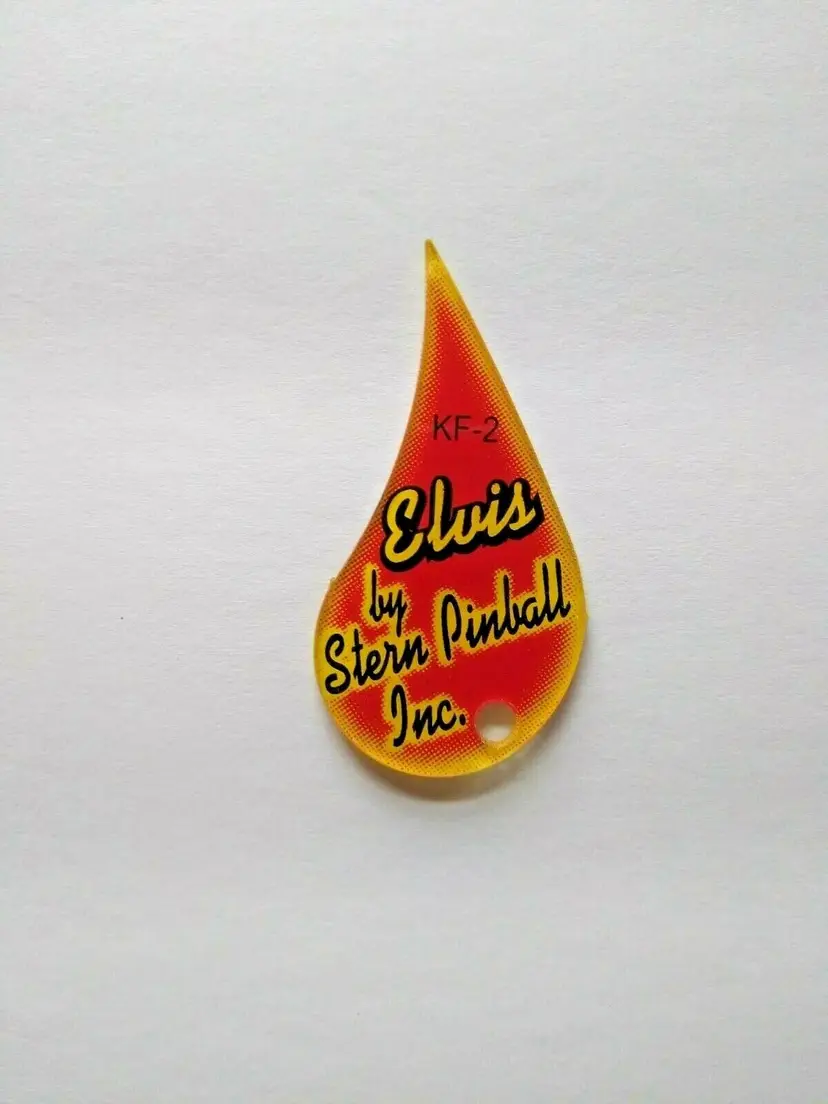 KF-2
Elvis
by
Stern Pinball
Inc.